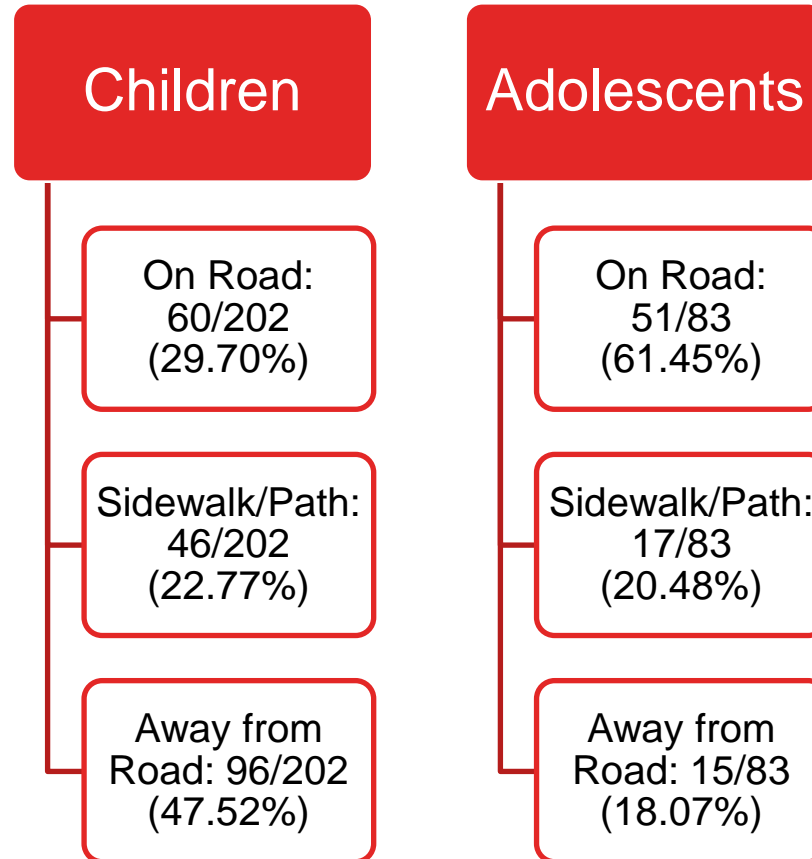 Children
On Road:
60/202
(29.70%)
Sidewalk/Path:
46/202
(22.77%)
Away from
Road: 96/202
(47.52%)
Adolescents
On Road:
51/83
(61.45%)
Sidewalk/Path:
17/83
(20.48%)
Away from
Road: 15/83
(18.07%)